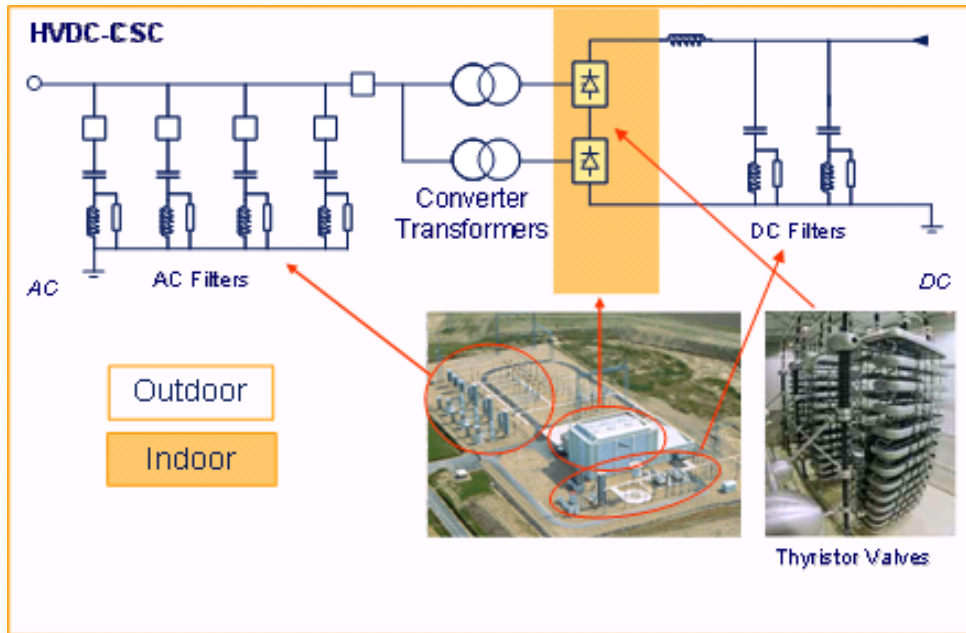 HVDC-CSC
Converter
Transformers
DC Filters
AC Filters
AC
DC
Outdoor
Indoor
Thyristor Valves